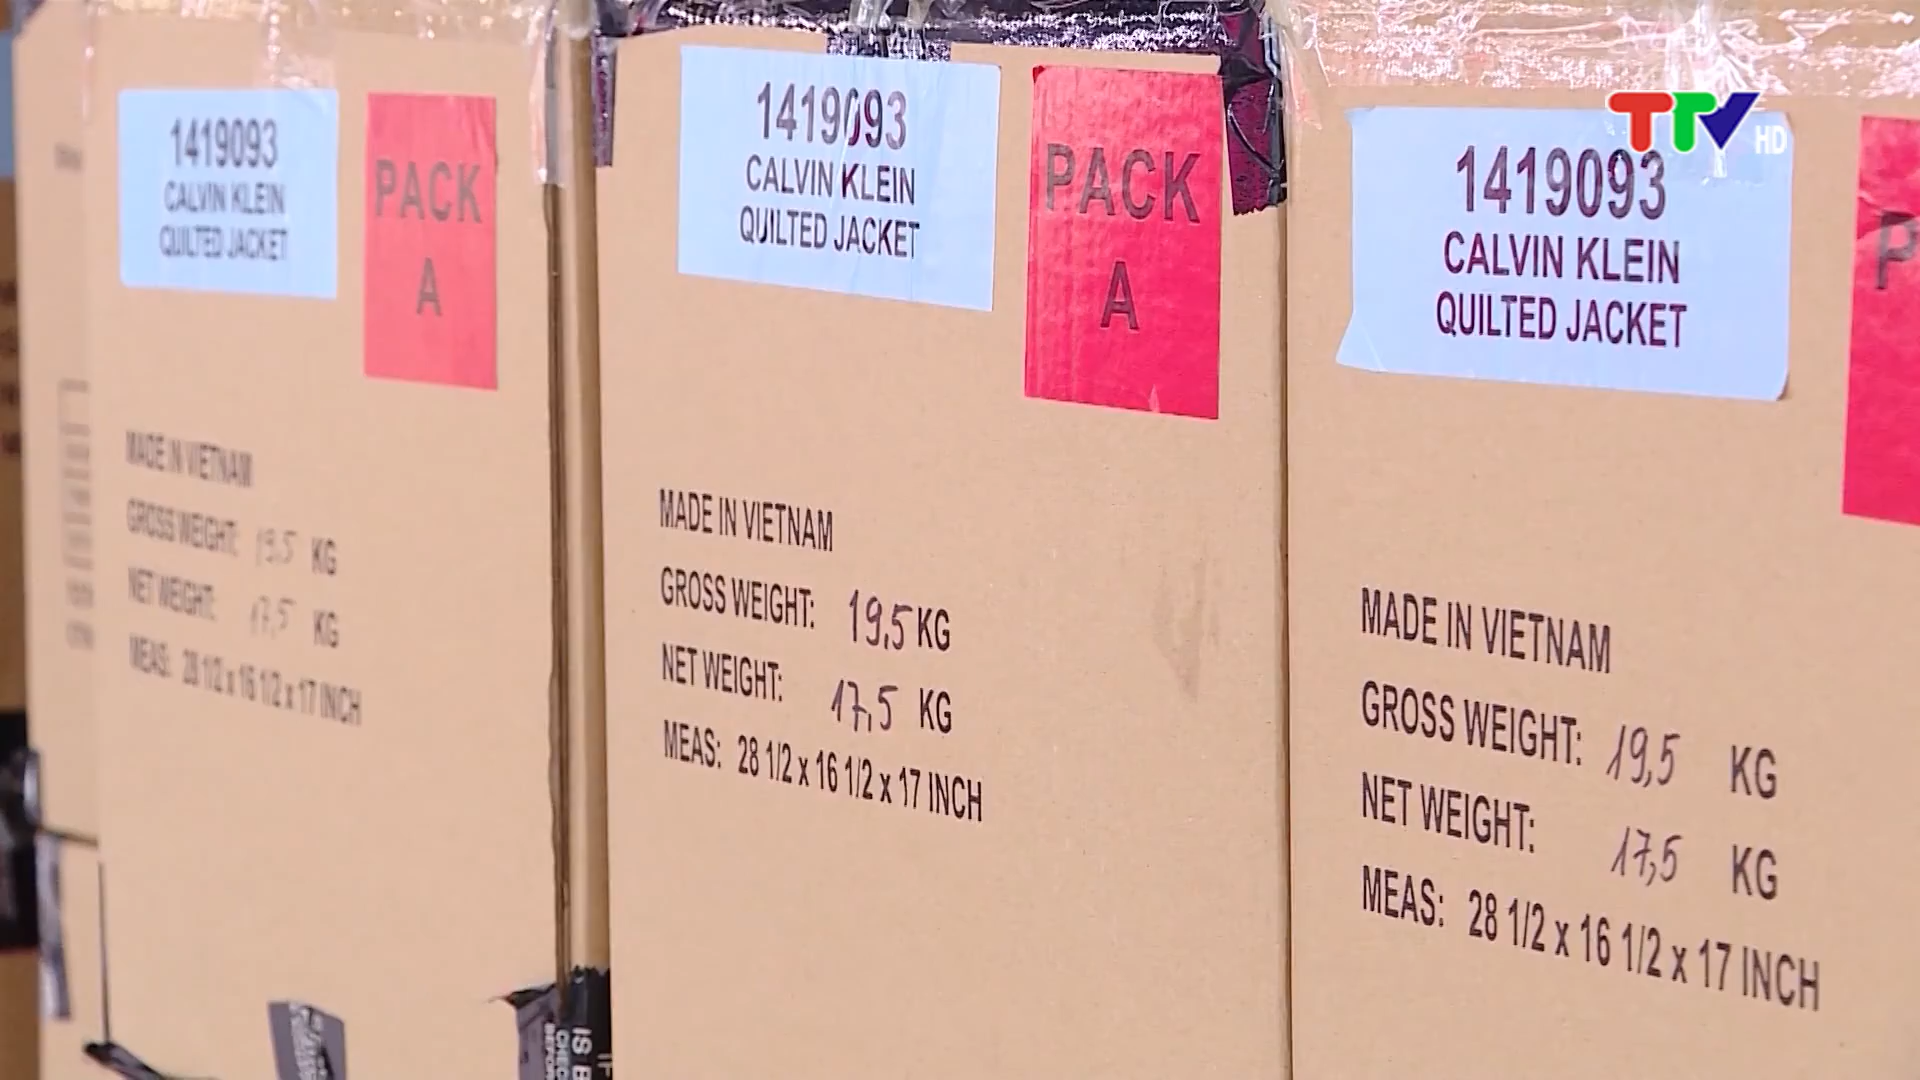 1419093
CALVIN KLEIN
QUILTED JACKET
PACK
A
MADE IN VIETNAM
GROSS WEIGHT: 19,5 KG
NET WEIGHT: 17,5 KG
MEAS: 28 1/2 x 16 1/2 x 17 INCH
1419093
CALVIN KLEIN
QUILTED JACKET
PACK
A
MADE IN VIETNAM
GROSS WEIGHT: 19,5 KG
NET WEIGHT: 17,5 KG
MEAS: 28 1/2 x 16 1/2 x 17 INCH
TTV HD
1419093
CALVIN KLEIN
QUILTED JACKET
P
MADE IN VIETNAM
GROSS WEIGHT: 19,5 KG
NET WEIGHT: 17,5 KG
MEAS: 28 1/2 x 16 1/2 x 17 INCH